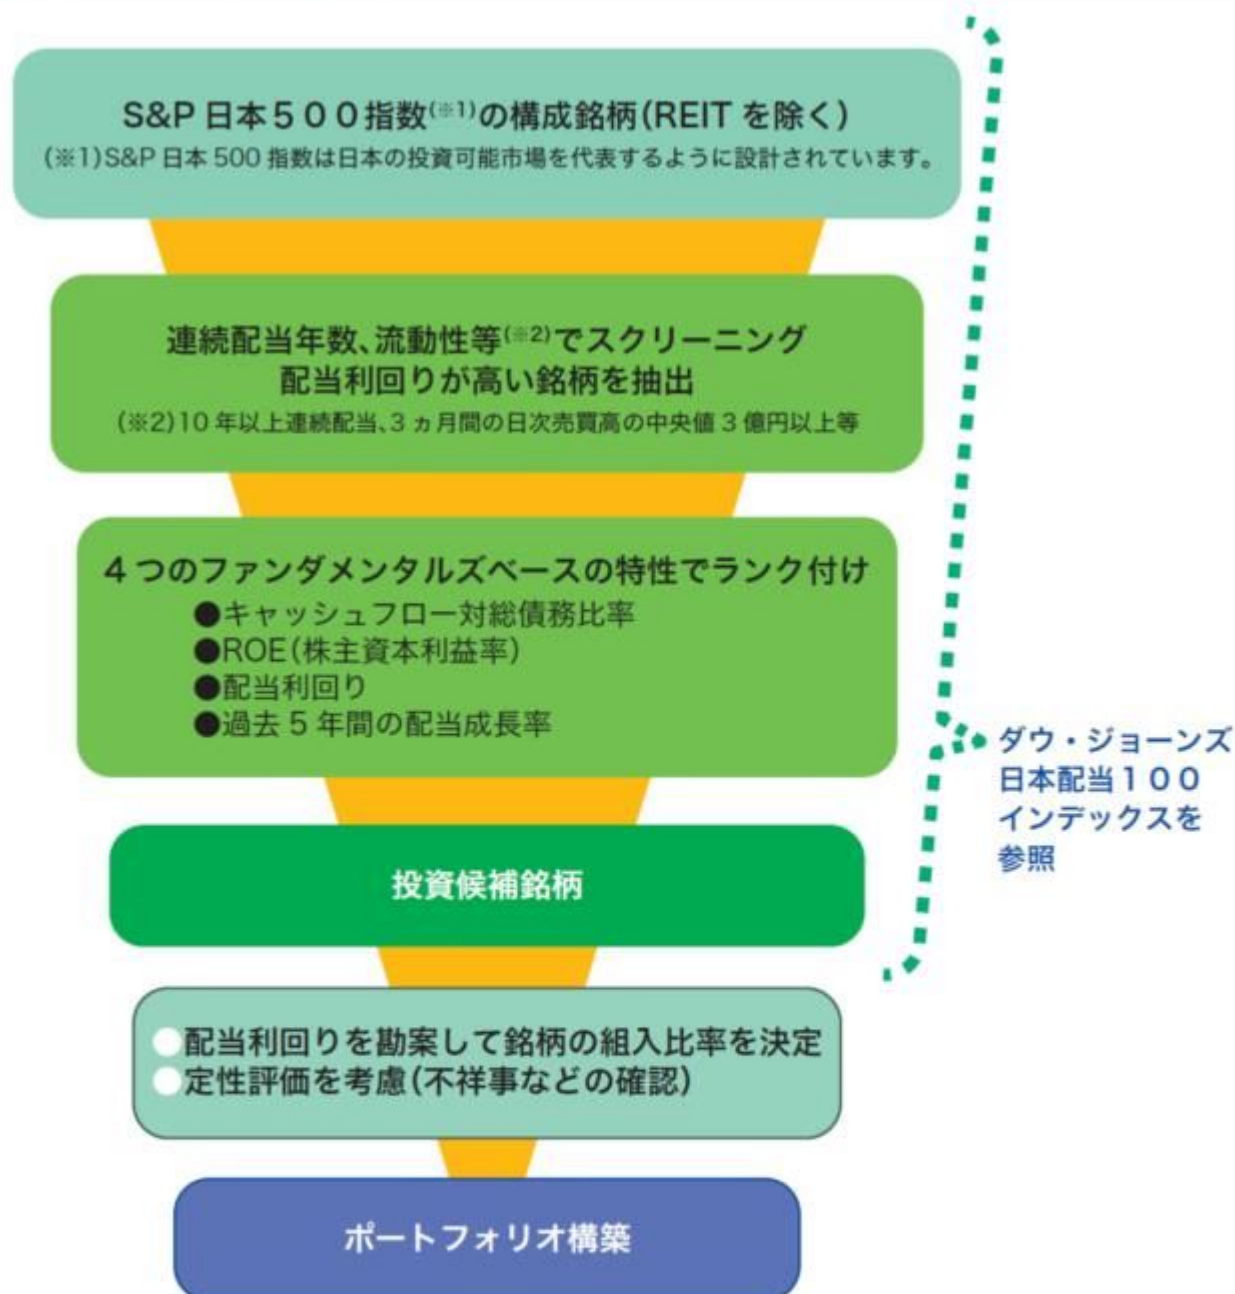 S&P 日本５００指数(※1)の構成銘柄(REIT を除く)
(※1)S&P 日本 500 指数は日本の投資可能市場を代表するように設計されています。
連続配当年数、流動性等(※2)でスクリーニング
配当利回りが高い銘柄を抽出
(※2)10 年以上連続配当、3 ヵ月間の日次売買高の中央値 3 億円以上等
4 つのファンダメンタルズベースの特性でランク付け
●キャッシュフロー対総債務比率
●ROE(株主資本利益率)
●配当利回り
●過去 5 年間の配当成長率
投資候補銘柄
ダウ・ジョーンズ
日本配当１００
インデックスを
参照
●配当利回りを勘案して銘柄の組入比率を決定
●定性評価を考慮(不祥事などの確認)
ポートフォリオ構築